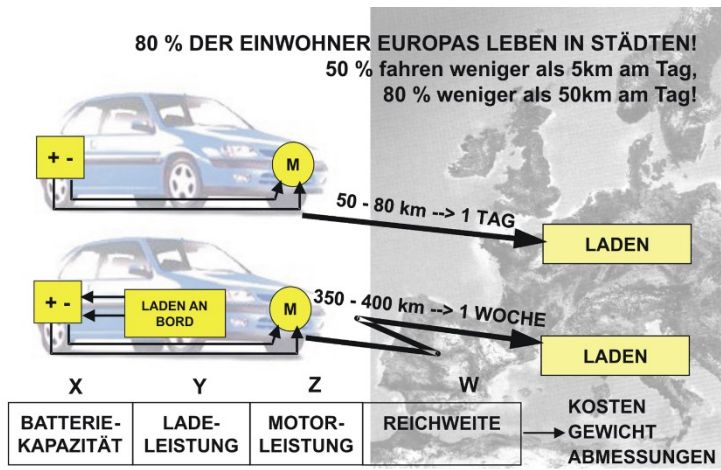 80 % DER EINWOHNER EUROPAS LEBEN IN STÄDTEN!
50 % fahren weniger als 5km am Tag,
80 % weniger als 50km am Tag!
+ -
M
50 - 80 km --> 1 TAG
LADEN
+ -
LADEN AN
BORD
M
350 - 400 km --> 1 WOCHE
LADEN
X Y Z W
BATTERIE-
KAPAZITÄT
LADE-
LEISTUNG
MOTOR-
LEISTUNG
REICHWEITE
KOSTEN
GEWICHT
ABMESSUNGEN